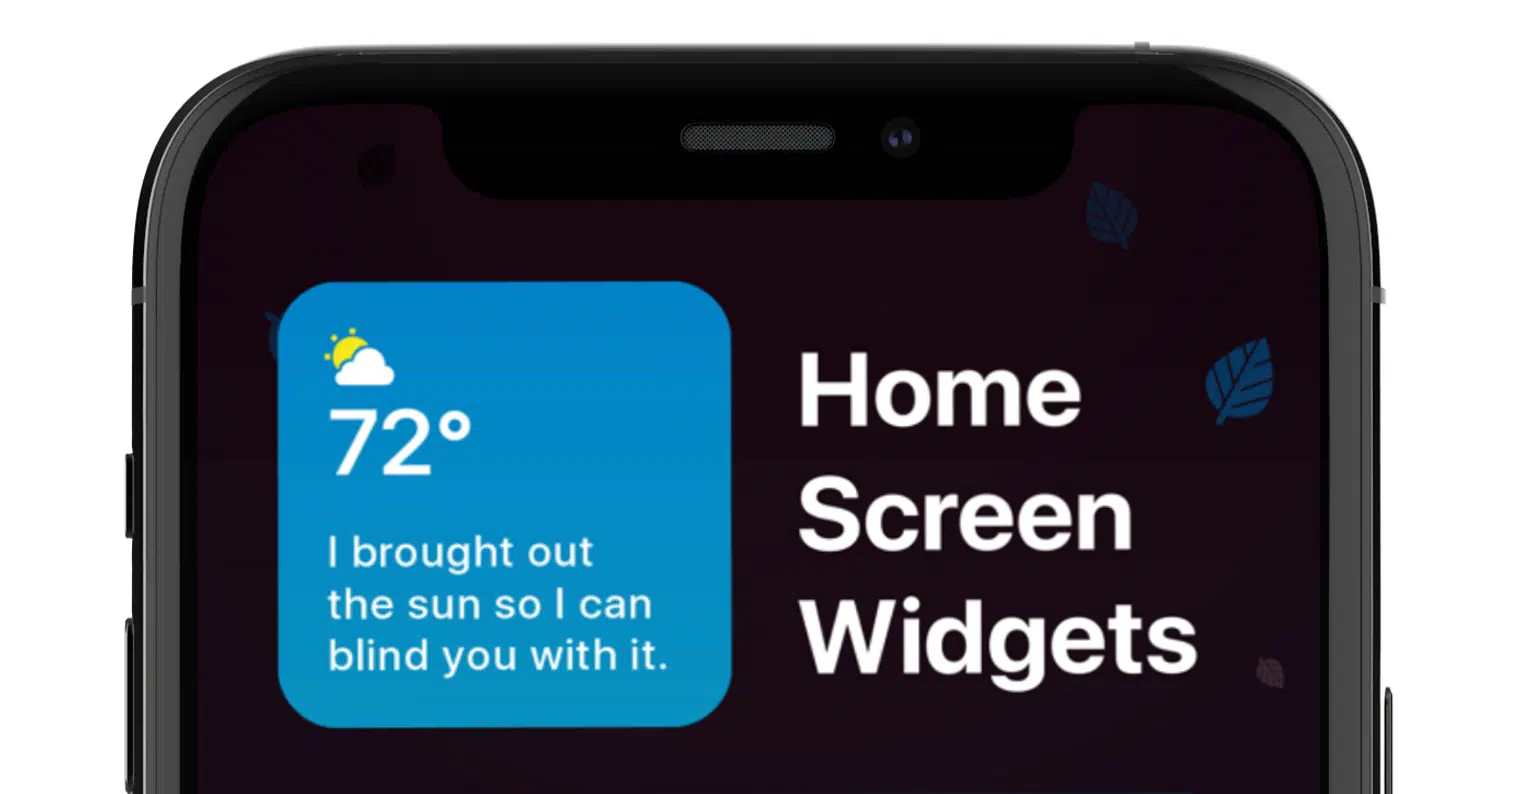 72°
I brought out
the sun so I can
blind you with it.
Home
Screen
Widgets